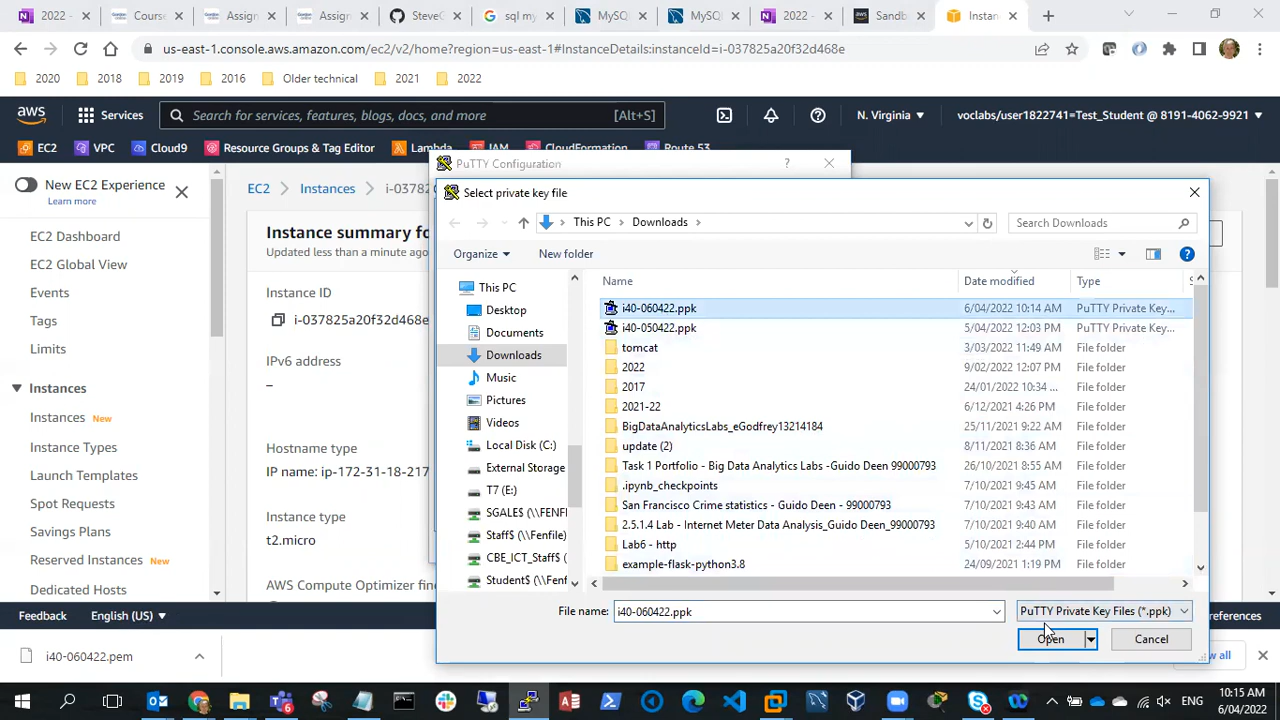 2022
Course
Assign
Assign
SteveG
sql my
MySQ
MySQL
2022 -
Sandb
Instan
us-east-1.console.aws.amazon.com/ec2/v2/home?region=us-east-1#InstanceDetails:instanceId=i-037825a20f32d468e
2020
2018
2019
2016
Older technical
2021
2022
aws
Services
Search for services, features, blogs, docs, and more
[Alt+S]
N. Virginia
voclabs/user1822741=Test_Student @ 8191-4062-9921
EC2
VPC
Cloud9
Resource Groups & Tag Editor
Lambda
IAM
CloudFormation
Route 53
New EC2 Experience
Learn more
EC2 Dashboard
EC2 Global View
Events
Tags
Limits
Instances
Instances New
Instance Types
Launch Templates
Spot Requests
Savings Plans
Reserved Instances New
Dedicated Hosts
EC2
Instances
i-03782
Instance summary fo
Updated less than a minute ago
Instance ID
i-037825a20f32d468e
IPv6 address
–
Hostname type
IP name: ip-172-31-18-217
Instance type
t2.micro
AWS Compute Optimizer fin
PuTTY Configuration
?
Select private key file
This PC
Downloads
Search Downloads
Organize
New folder
This PC
Desktop
Documents
Downloads
Music
Pictures
Videos
Local Disk (C:)
External Storage
T7 (E:)
SGALE$ (\\FENFIL
Staff$ (\\Fenfile)
CBE_ICT_Staff$ (
Student$ (\\Fenfi
Name
Date modified
Type
S
i40-060422.ppk
6/04/2022 10:14 AM
PuTTY Private Key...
i40-050422.ppk
5/04/2022 12:03 PM
PuTTY Private Key...
tomcat
3/03/2022 11:49 AM
File folder
2022
9/02/2022 12:07 PM
File folder
2017
24/01/2022 10:34 ...
File folder
2021-22
6/12/2021 4:26 PM
File folder
BigDataAnalyticsLabs_eGodfrey13214184
25/11/2021 9:22 AM
File folder
update (2)
8/11/2021 8:36 AM
File folder
Task 1 Portfolio - Big Data Analytics Labs -Guido Deen 99000793
26/10/2021 8:55 AM
File folder
.ipynb_checkpoints
7/10/2021 9:45 AM
File folder
San Francisco Crime statistics - Guido Deen - 99000793
7/10/2021 9:43 AM
File folder
2.5.1.4 Lab - Internet Meter Data Analysis_Guido Deen_99000793
7/10/2021 9:40 AM
File folder
Lab6 - http
5/10/2021 2:44 PM
File folder
example-flask-python3.8
24/09/2021 1:19 PM
File folder
File name:
i40-060422.ppk
PuTTY Private Key Files (*.ppk)
Open
Cancel
Feedback
English (US)
references
i40-060422.pem
w all
ENG
10:15 AM
6/04/2022